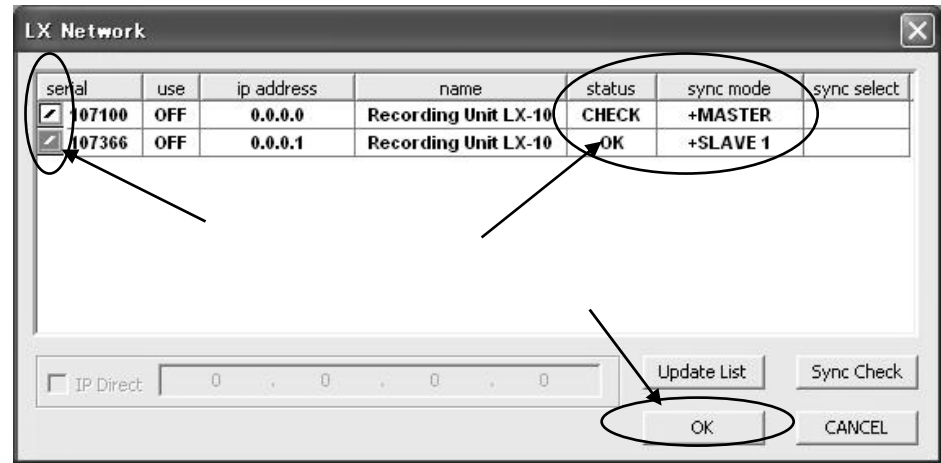 LX Network
serial use ip address name status sync mode sync select
107100 OFF 0.0.0.0 Recording Unit LX-10 CHECK +MASTER
107366 OFF 0.0.0.1 Recording Unit LX-10 OK +SLAVE 1
IP Direct 0 . 0 . 0 . 0
Update List Sync Check
OK CANCEL